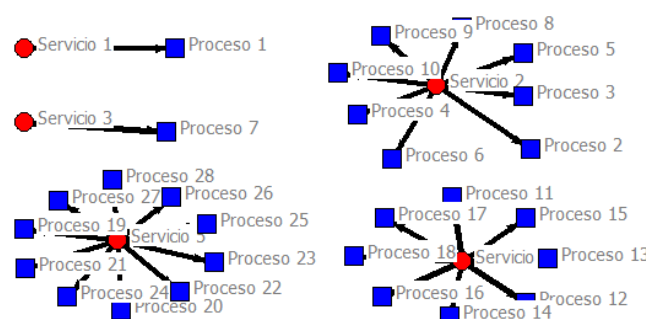 Servicio 1
Proceso 1
Servicio 3
Proceso 7
Proceso 8
Proceso 9
Proceso 5
Proceso 10
Servicio 2
Proceso 3
Proceso 4
Proceso 2
Proceso 6
Proceso 28
Proceso 27
Proceso 26
Proceso 19
Proceso 25
Servicio 5
Proceso 21
Proceso 23
Proceso 24
Proceso 22
Proceso 20
Proceso 11
Proceso 17
Proceso 15
Proceso 18
Servicio
Proceso 13
Proceso 16
Proceso 12
Proceso 14